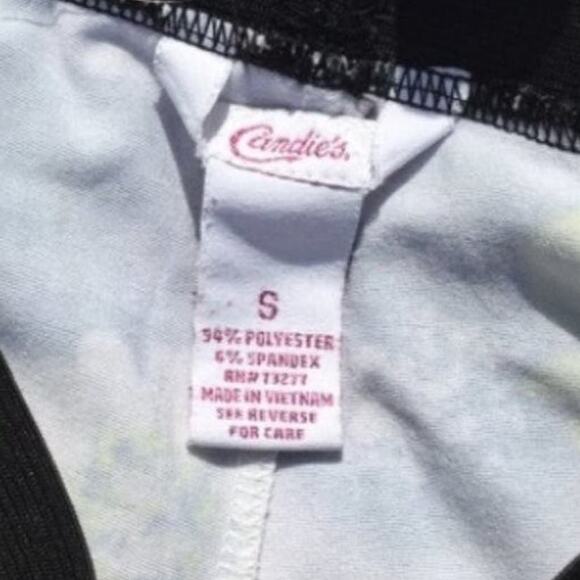 Candie's.
S
94% POLYESTER
6% SPANDEX
RN# 73277
MADE IN VIETNAM
SEE REVERSE
FOR CARE